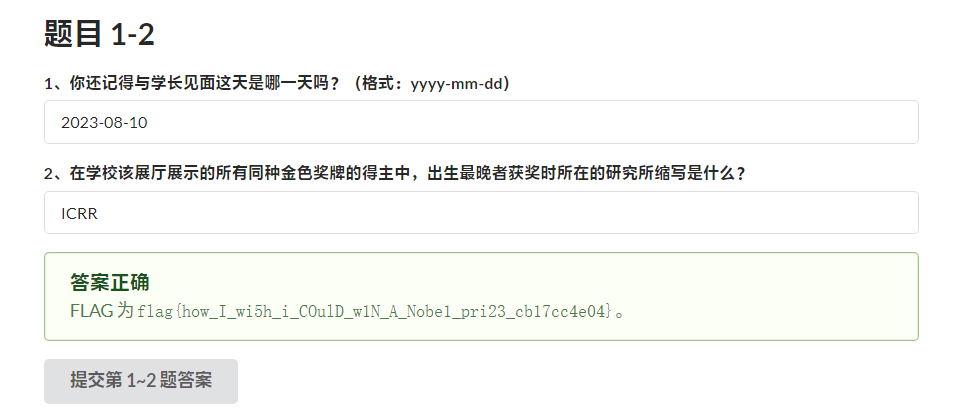 题目 1-2
1、你还记得与学长见面这天是哪一天吗？（格式：yyyy-mm-dd）
2023-08-10
2、在学校该展厅展示的所有同种金色奖牌的得主中，出生最晚者获奖时所在的研究所缩写是什么？
ICRR
答案正确
FLAG 为 flag{how_I_wi5h_i_COulD_w1N_A_Nobel_pri23_cb17cc4e04}。
提交第 1~2 题答案